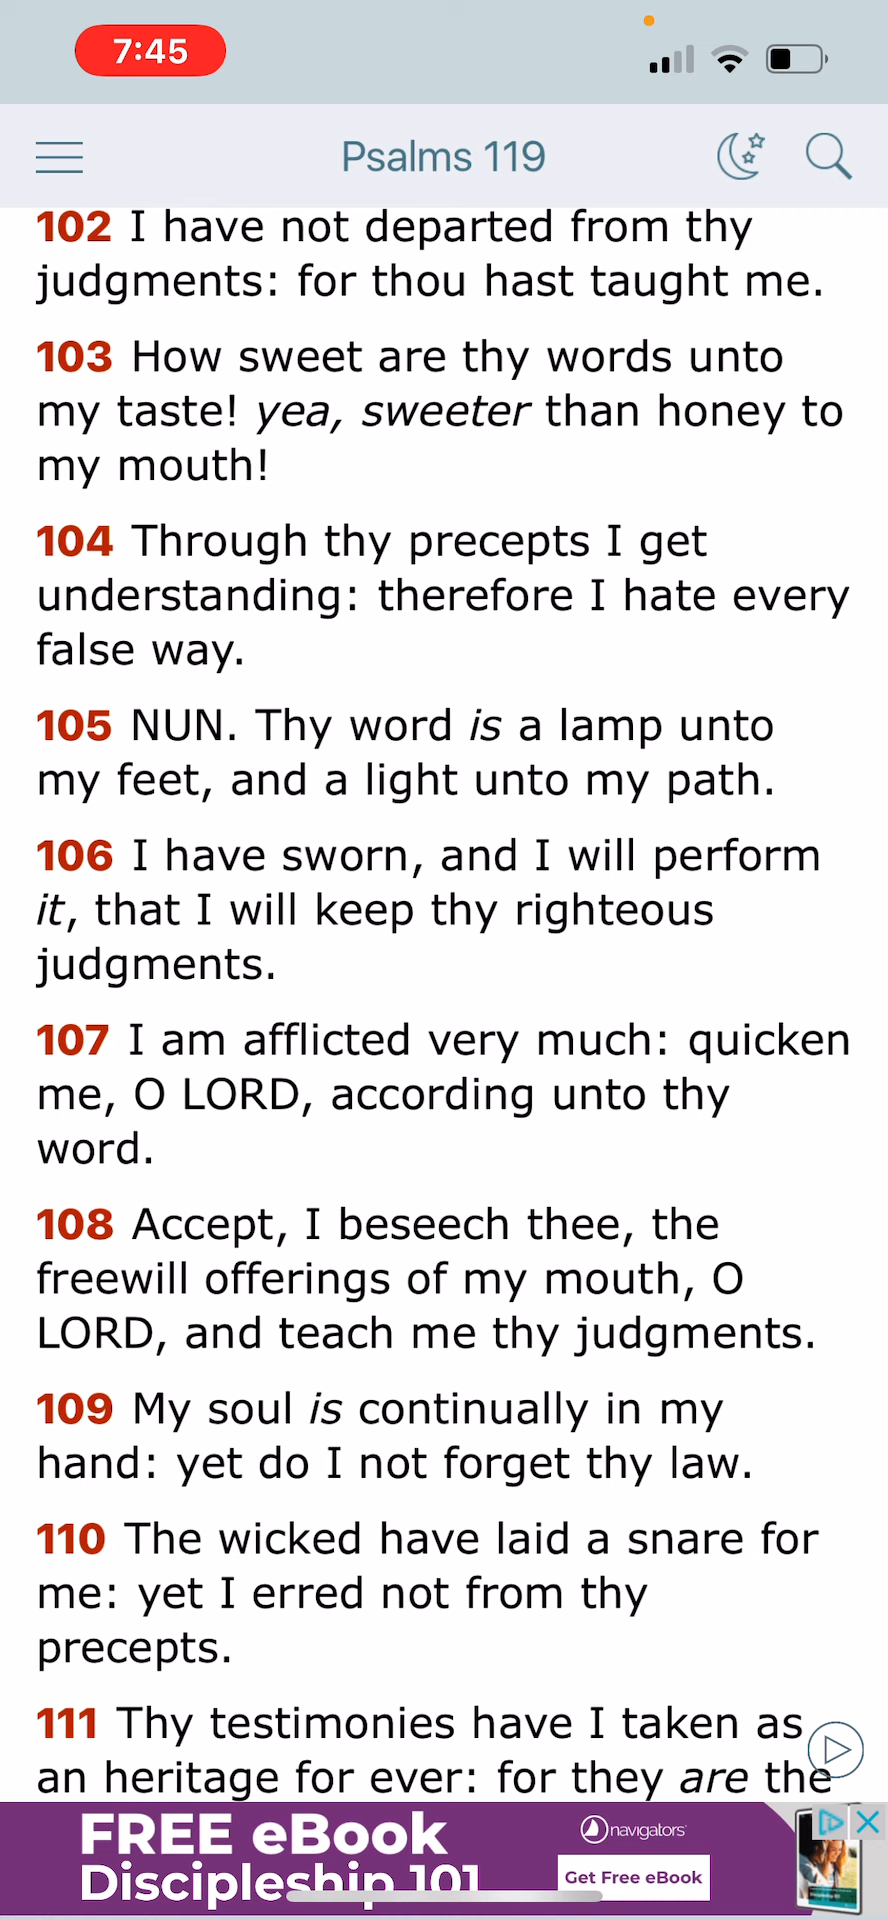 7:45
Psalms 119
102 I have not departed from thy
judgments: for thou hast taught me.
103 How sweet are thy words unto
my taste! yea, sweeter than honey to
my mouth!
104 Through thy precepts I get
understanding: therefore I hate every
false way.
105 NUN. Thy word is a lamp unto
my feet, and a light unto my path.
106 I have sworn, and I will perform
it, that I will keep thy righteous
judgments.
107 I am afflicted very much: quicken
me, O LORD, according unto thy
word.
108 Accept, I beseech thee, the
freewill offerings of my mouth, O
LORD, and teach me thy judgments.
109 My soul is continually in my
hand: yet do I not forget thy law.
110 The wicked have laid a snare for
me: yet I erred not from thy
precepts.
111 Thy testimonies have I taken as
an heritage for ever: for they are the
FREE eBook
Discipleship 101
navigators
Get Free eBook